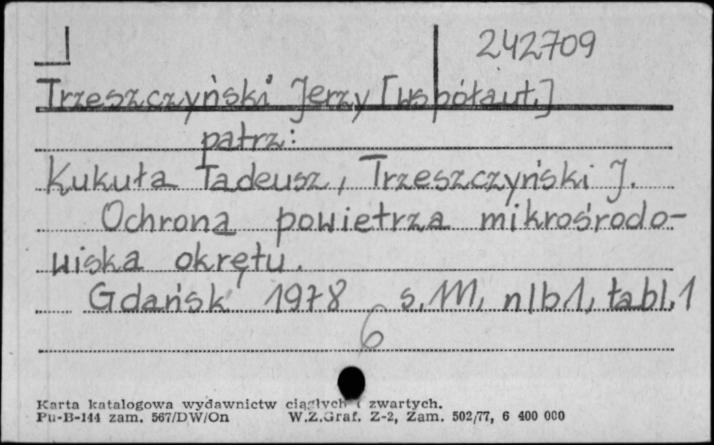 242709
Trzeszczyński Jerzy [współaut.]
patrz:
Kukuła Tadeusz, Trzeszczyński J.
Ochrona powietrza mikrośrodo-
wiska okrętu.
Gdańsk 1978 s. 111, nlb 1, tabl. 1
6
Karta katalogowa wydawnictw ciągłych i zwartych.
Pu-B-144 zam. 567/DW/On W.Z.Graf. Z-2, Zam. 502/77, 6 400 000